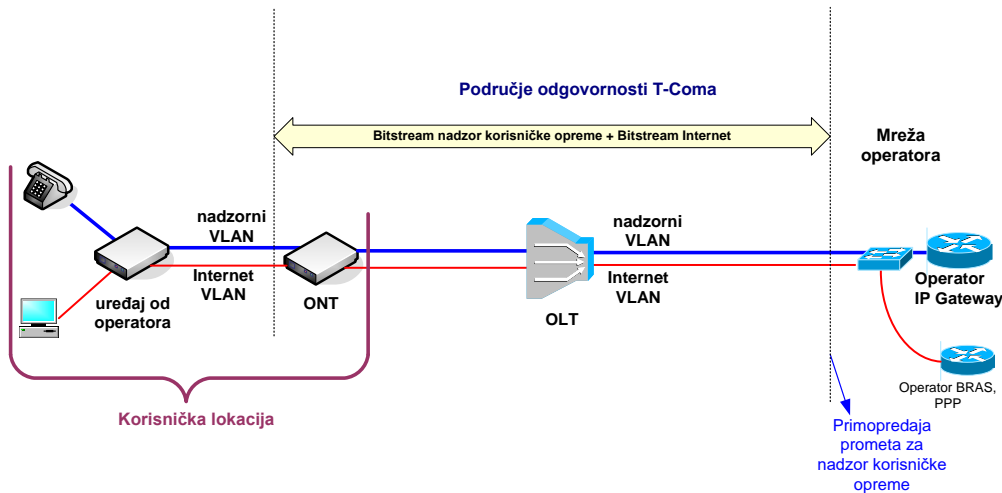 Područje odgovornosti T-Coma
Bitstream nadzor korisničke opreme + Bitstream Internet
Mreža
operatora
nadzorni
VLAN
Internet
VLAN
uređaj od
operatora
ONT
OLT
nadzorni
VLAN
Internet
VLAN
Operator
IP Gateway
Operator BRAS,
PPP
Korisnička lokacija
Primopredaja
prometa za
nadzor korisničke
opreme